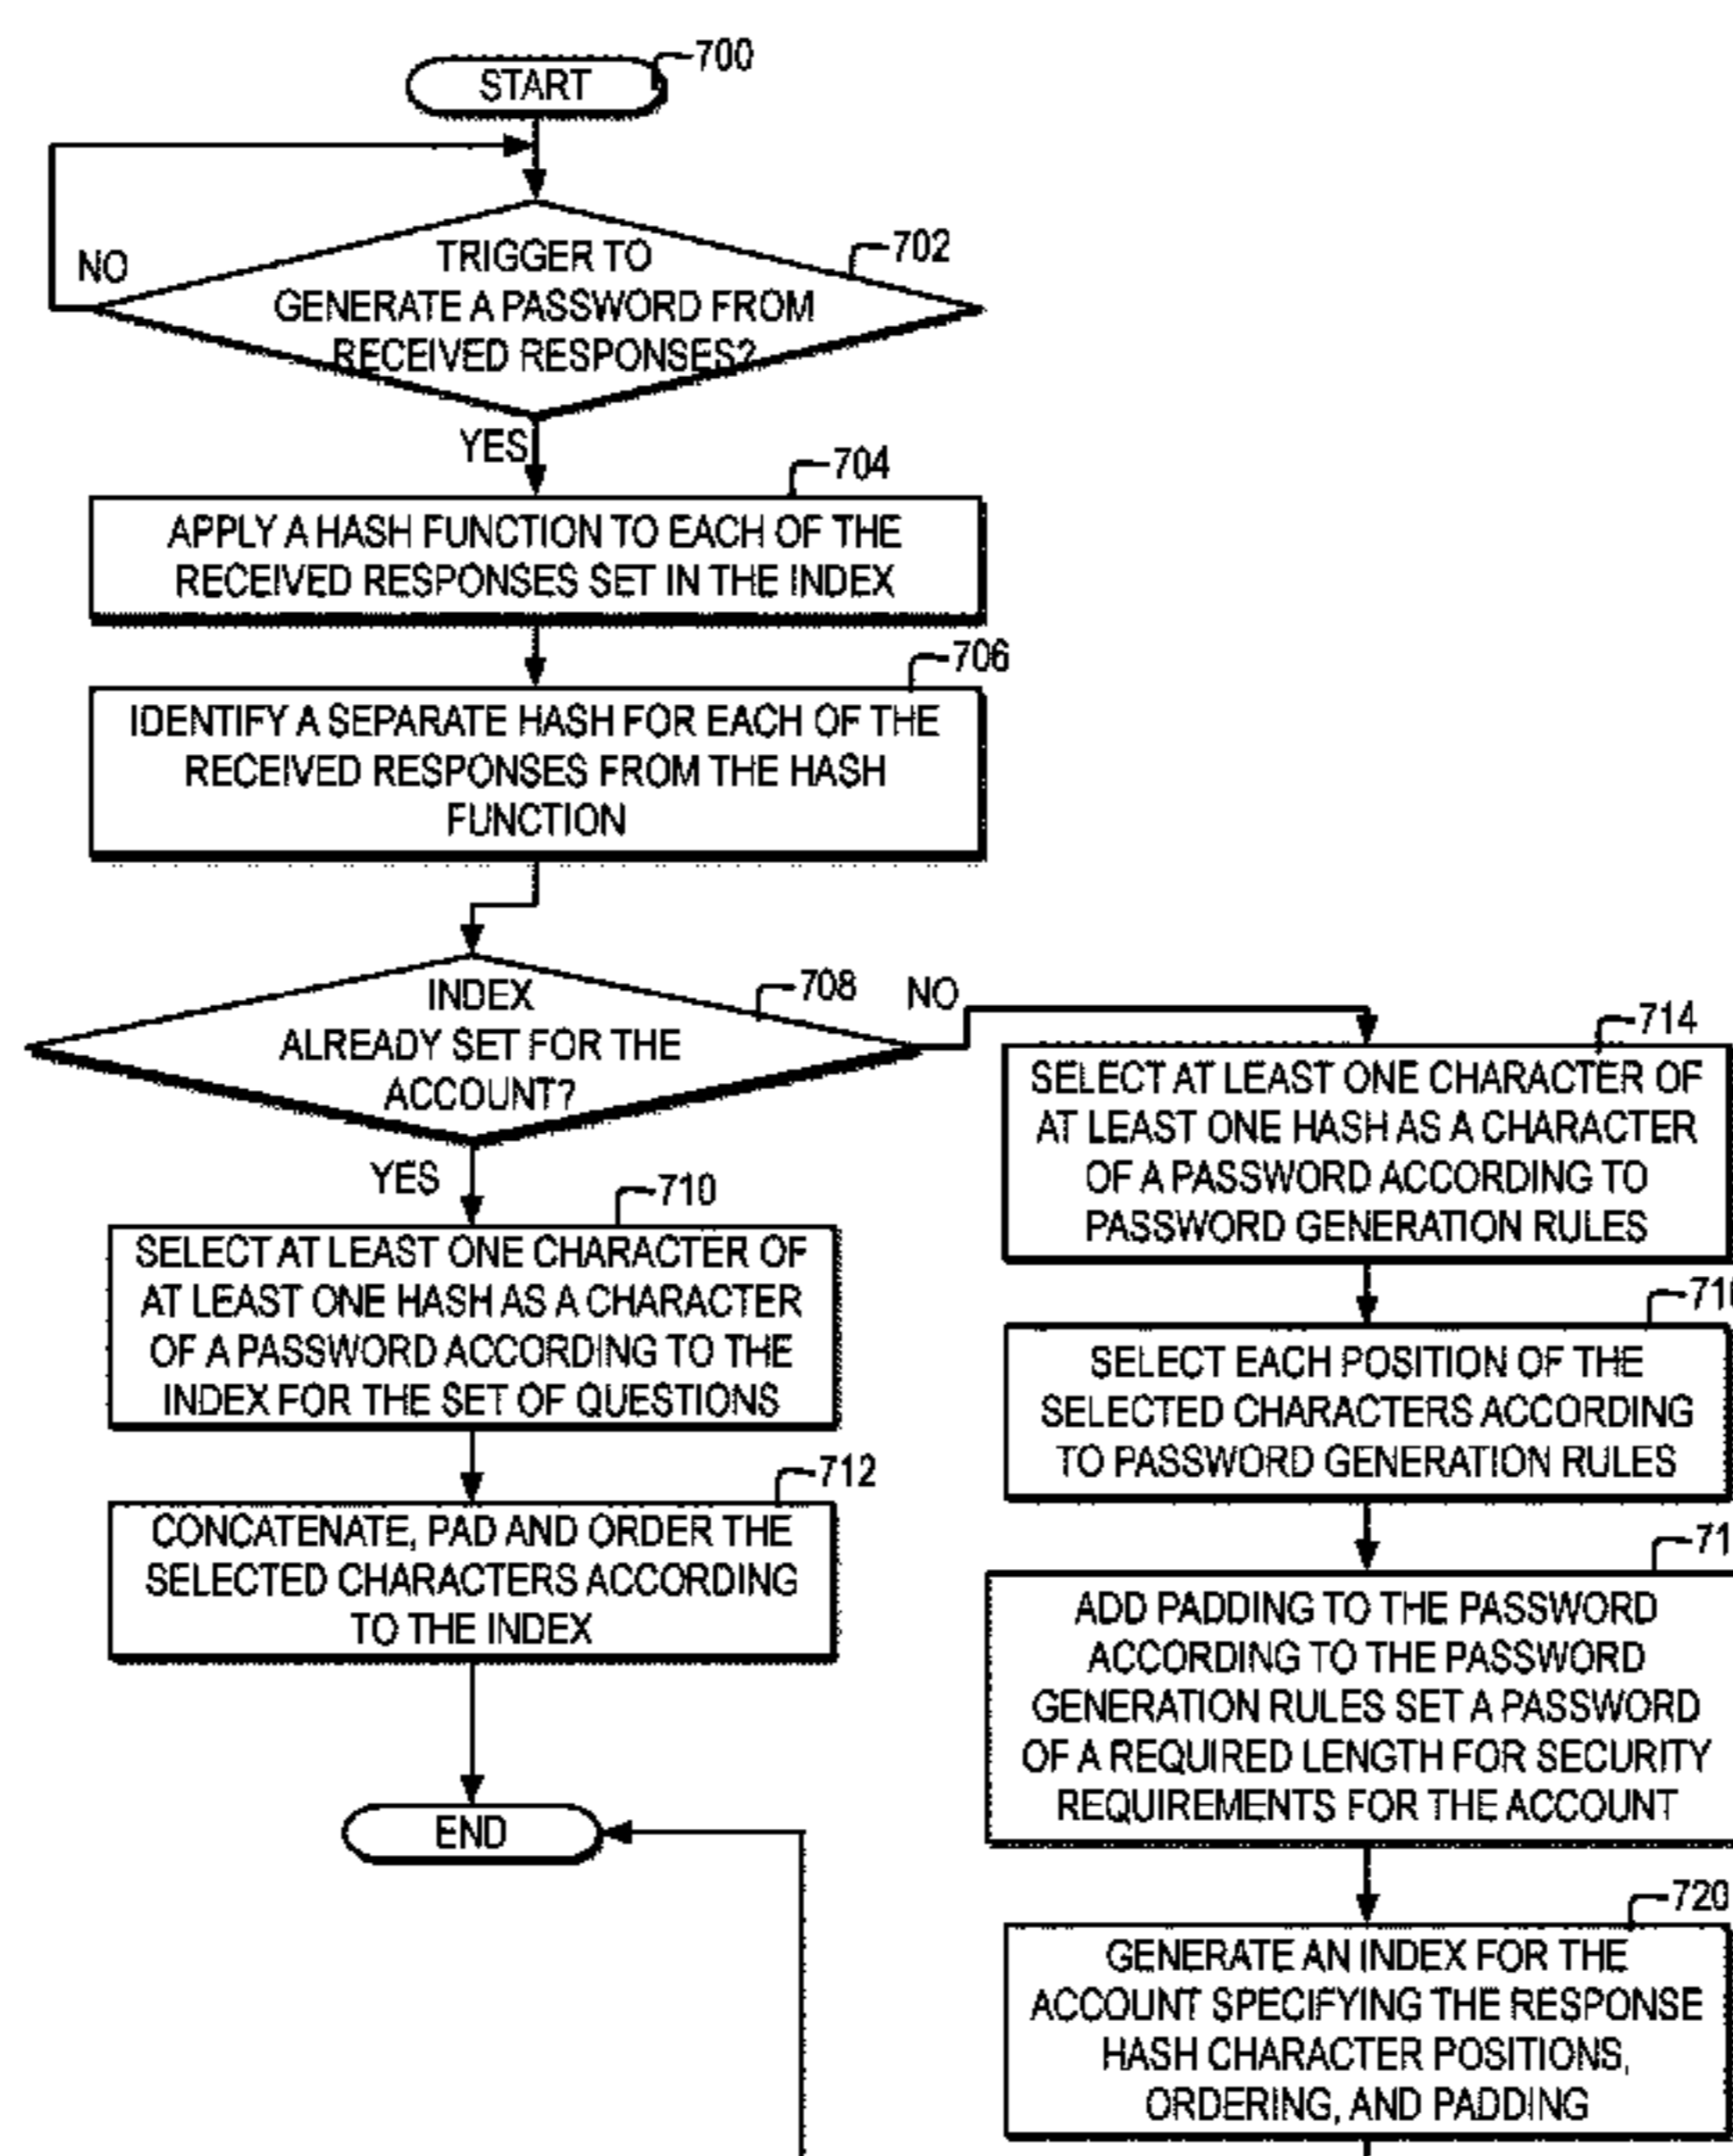 700
START
702
TRIGGER TO
GENERATE A PASSWORD FROM
RECEIVED RESPONSES?
NO
YES
704
APPLY A HASH FUNCTION TO EACH OF THE
RECEIVED RESPONSES SET IN THE INDEX
706
IDENTIFY A SEPARATE HASH FOR EACH OF THE
RECEIVED RESPONSES FROM THE HASH
FUNCTION
708
INDEX
ALREADY SET FOR THE
ACCOUNT?
NO
YES
710
SELECT AT LEAST ONE CHARACTER OF
AT LEAST ONE HASH AS A CHARACTER
OF A PASSWORD ACCORDING TO THE
INDEX FOR THE SET OF QUESTIONS
712
CONCATENATE, PAD AND ORDER THE
SELECTED CHARACTERS ACCORDING
TO THE INDEX
END
714
SELECT AT LEAST ONE CHARACTER OF
AT LEAST ONE HASH AS A CHARACTER
OF A PASSWORD ACCORDING TO
PASSWORD GENERATION RULES
SELECT EACH POSITION OF THE
SELECTED CHARACTERS ACCORDING
TO PASSWORD GENERATION RULES
ADD PADDING TO THE PASSWORD
ACCORDING TO THE PASSWORD
GENERATION RULES SET A PASSWORD
OF A REQUIRED LENGTH FOR SECURITY
REQUIREMENTS FOR THE ACCOUNT
720
GENERATE AN INDEX FOR THE
ACCOUNT SPECIFYING THE RESPONSE
HASH CHARACTER POSITIONS,
ORDERING, AND PADDING